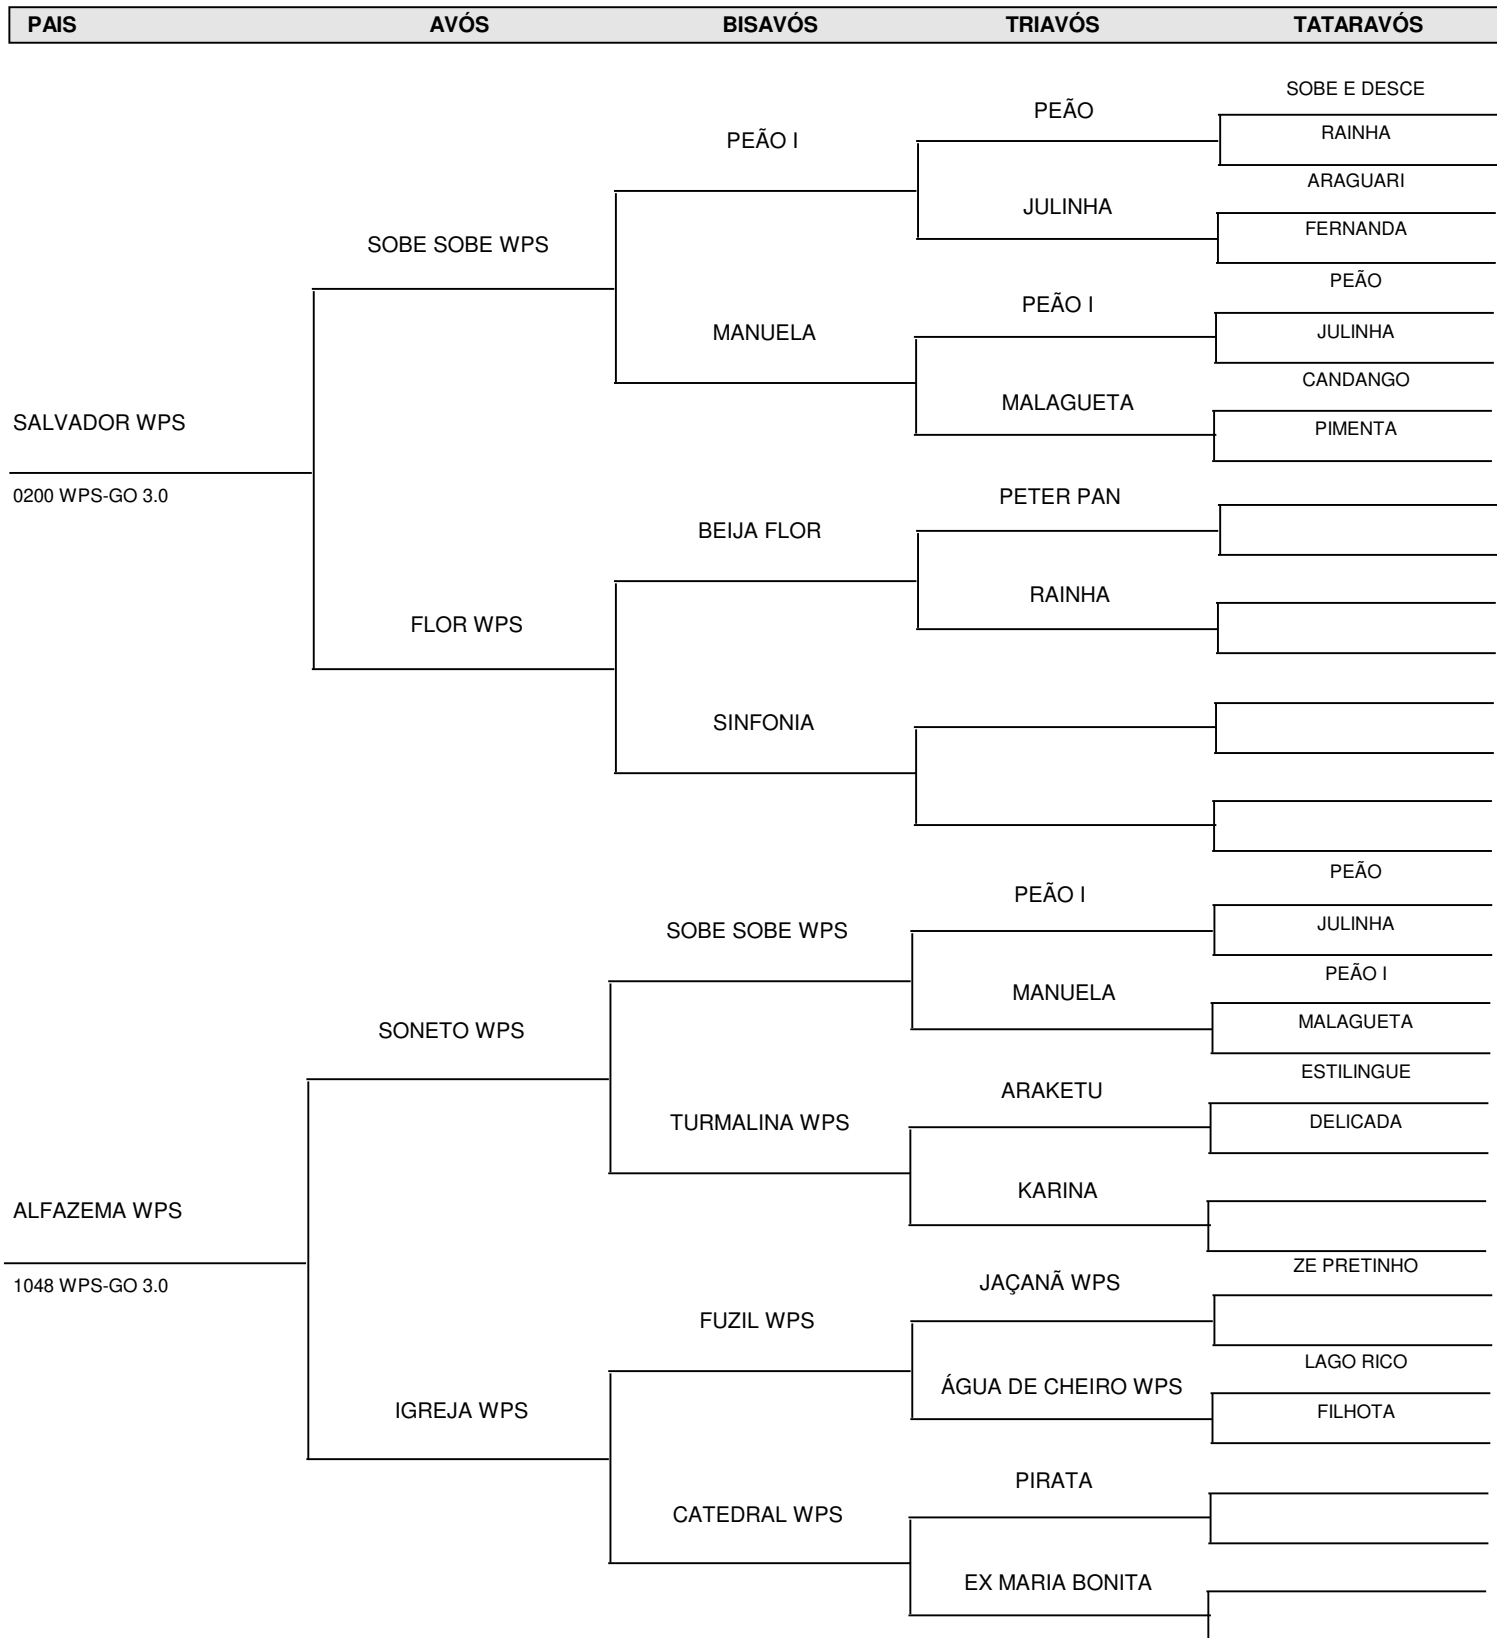 PAIS AVÓS BISAVÓS TRIAVÓS TATARAVÓS
SOBE E DESCE
PEÃO
RAINHA
PEÃO I
ARAGUARI
JULINHA
FERNANDA
SOBE SOBE WPS
PEÃO
PEÃO I
JULINHA
MANUELA
CANDANGO
MALAGUETA
SALVADOR WPS
PIMENTA
0200 WPS-GO 3.0
PETER PAN
BEIJA FLOR
RAINHA
FLOR WPS
SINFONIA
PEÃO
PEÃO I
JULINHA
SOBE SOBE WPS
PEÃO I
MANUELA
MALAGUETA
SONETO WPS
ESTILINGUE
ARAKETU
DELICADA
TURMALINA WPS
KARINA
ALFAZEMA WPS
ZE PRETINHO
1048 WPS-GO 3.0
JAÇANÃ WPS
FUZIL WPS
LAGO RICO
ÁGUA DE CHEIRO WPS
IGREJA WPS
FILHOTA
PIRATA
CATEDRAL WPS
EX MARIA BONITA